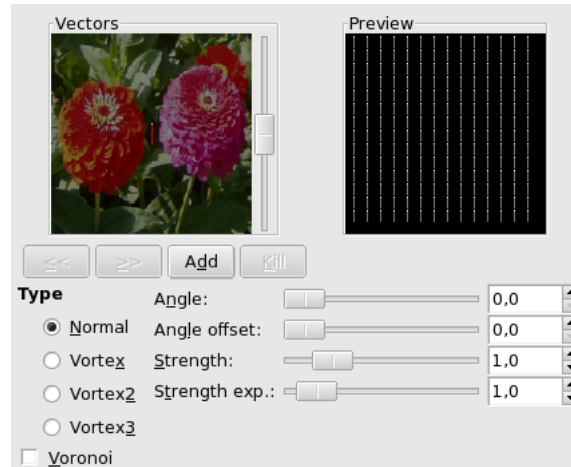 Vectors Preview
<< >> Add Kill
Type Angle: 0,0
Normal Angle offset: 0,0
Vortex Strength: 1,0
Vortex2 Strength exp.: 1,0
Vortex3
Voronoi